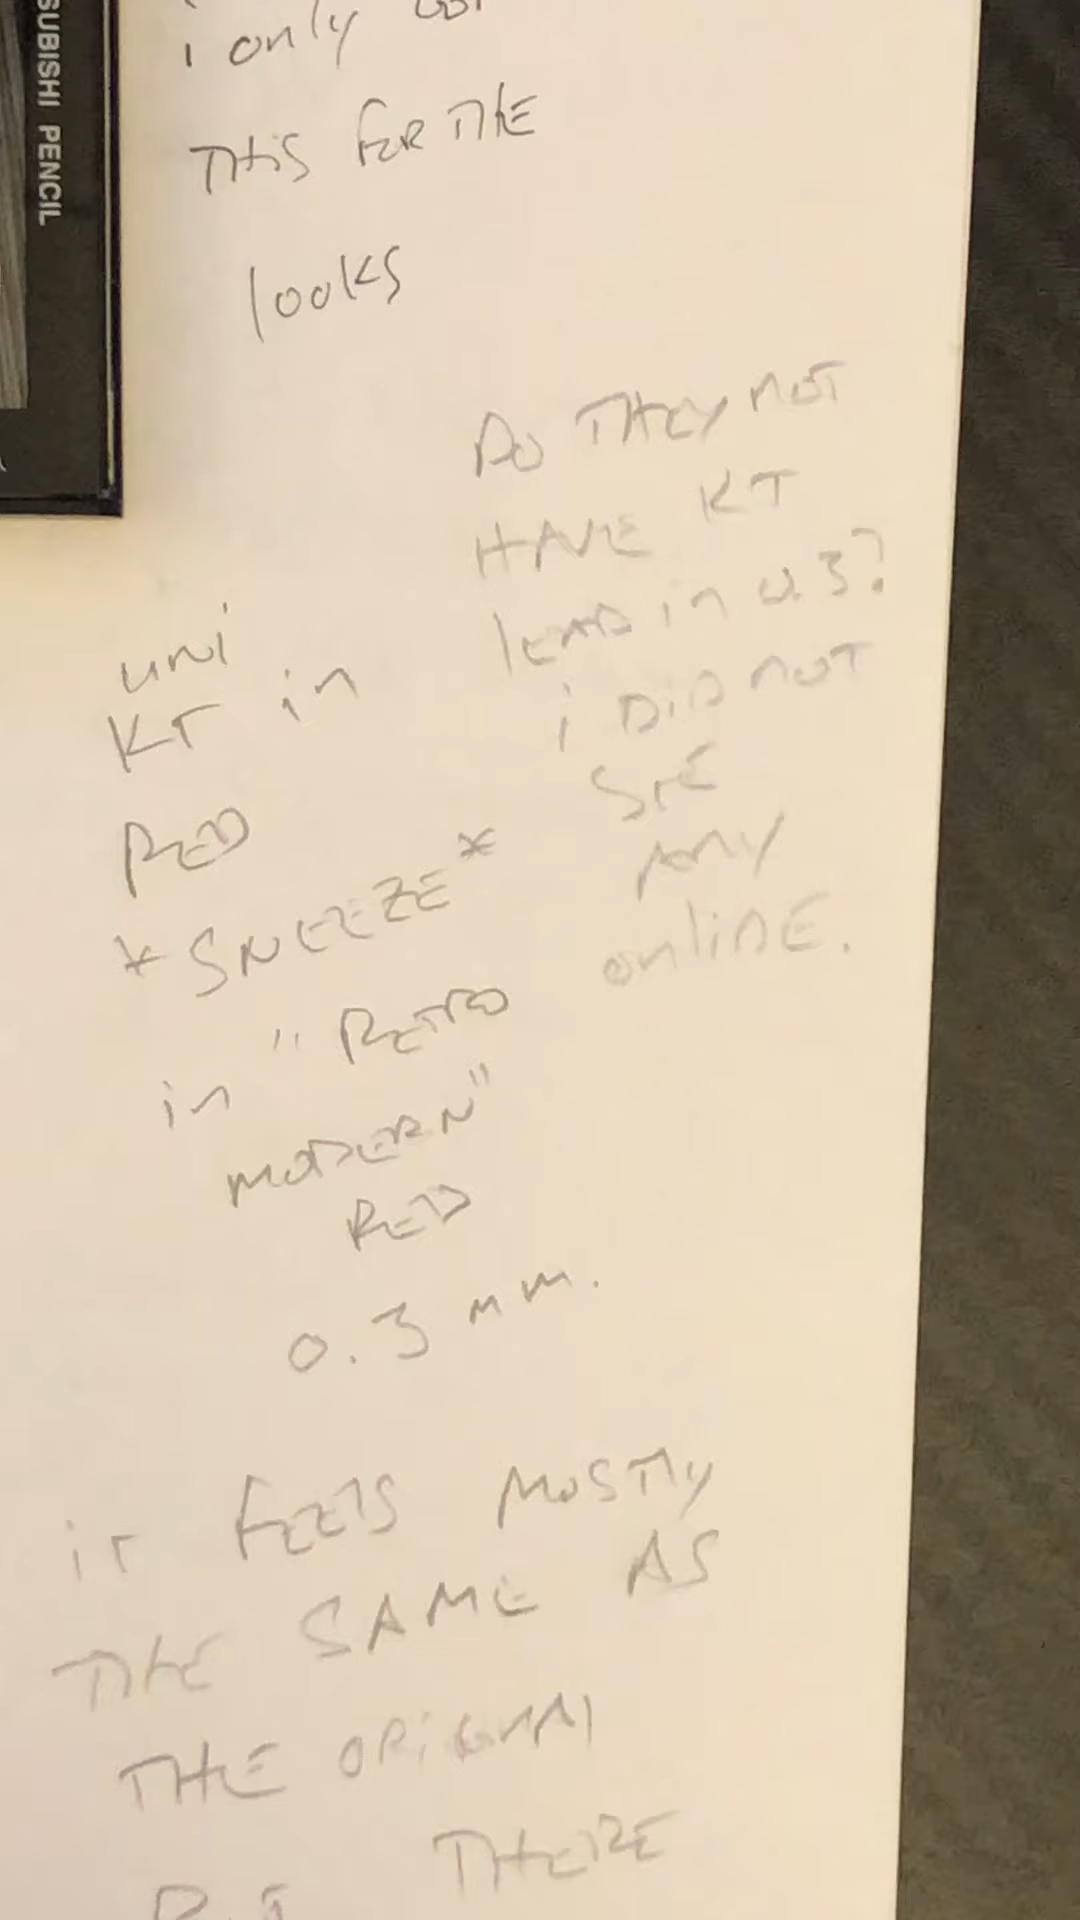 SUBISHI PENCIL
i only
THIS FOR THE
looks
DO THEY NOT
HAVE KT
lEAD in 0.3?
i DiD NOT
SEE
ANY
onliNE.
uni
KT in
RED
*SNEEZE*
in "RETRO
MODERN"
RED
0.3 mm.
iT FEElS MOSTly
THE SAME AS
THE ORiGiNAl
THERE